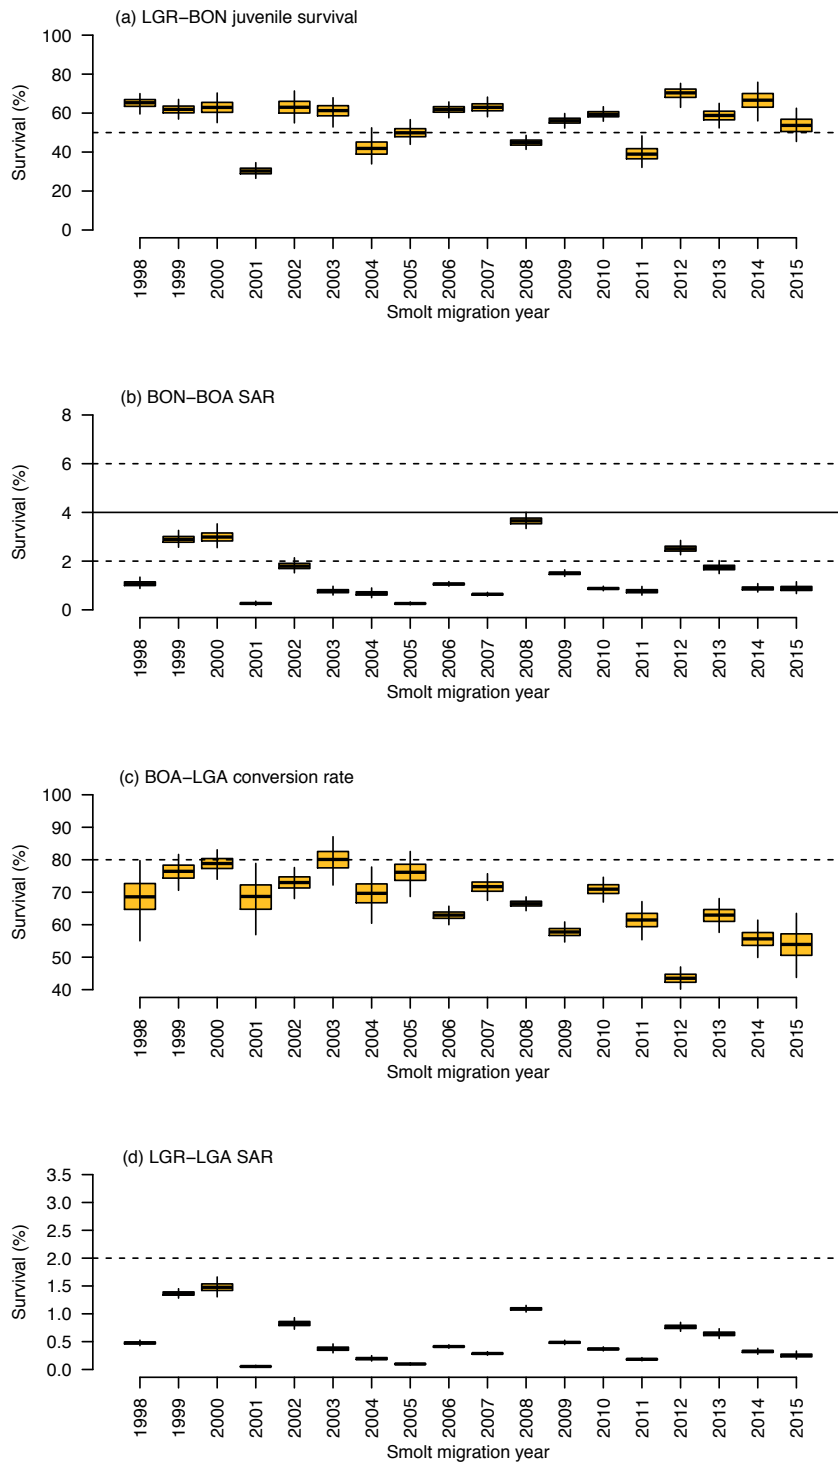 (a) LGR−BON juvenile survival
Survival (%)
100
80
60
40
20
0
1998 1999 2000 2001 2002 2003 2004 2005 2006 2007 2008 2009 2010 2011 2012 2013 2014 2015
Smolt migration year
(b) BON−BOA SAR
Survival (%)
8
6
4
2
0
1998 1999 2000 2001 2002 2003 2004 2005 2006 2007 2008 2009 2010 2011 2012 2013 2014 2015
Smolt migration year
(c) BOA−LGA conversion rate
Survival (%)
100
90
80
70
60
50
40
1998 1999 2000 2001 2002 2003 2004 2005 2006 2007 2008 2009 2010 2011 2012 2013 2014 2015
Smolt migration year
(d) LGR−LGA SAR
Survival (%)
3.5
3.0
2.5
2.0
1.5
1.0
0.5
0.0
1998 1999 2000 2001 2002 2003 2004 2005 2006 2007 2008 2009 2010 2011 2012 2013 2014 2015
Smolt migration year